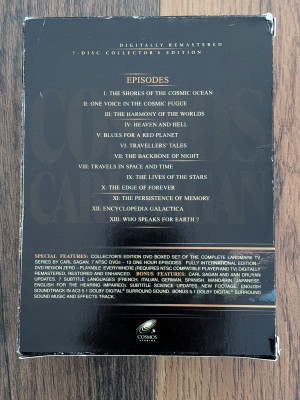 DIGITALLY REMASTERED
7-DISC COLLECTOR'S EDITION
EPISODES
I: THE SHORES OF THE COSMIC OCEAN
II: ONE VOICE IN THE COSMIC FUGUE
III: THE HARMONY OF THE WORLDS
IV: HEAVEN AND HELL
V: BLUES FOR A RED PLANET
VI: TRAVELLERS' TALES
VII: THE BACKBONE OF NIGHT
VIII: TRAVELS IN SPACE AND TIME
IX: THE LIVES OF THE STARS
X: THE EDGE OF FOREVER
XI: THE PERSISTENCE OF MEMORY
XII: ENCYCLOPEDIA GALACTICA
XIII: WHO SPEAKS FOR EARTH?
SPECIAL FEATURES: COLLECTOR'S EDITION DVD BOXED SET OF THE COMPLETE LANDMARK TV
SERIES BY CARL SAGAN. 7 NTSC DVDs - 13 ONE HOUR EPISODES. FULLY INTERNATIONAL EDITION -
DVD REGION ZERO - PLAYABLE EVERYWHERE (REQUIRES NTSC COMPATIBLE PLAYER AND TV) DIGITALLY
REMASTERED, RESTORED AND ENHANCED. BONUS FEATURES: CARL SAGAN AND ANN DRUYAN
UPDATES, 7 SUBTITLE LANGUAGES (FRENCH, ITALIAN, GERMAN, SPANISH, MANDARIN, JAPANESE,
ENGLISH FOR THE HEARING IMPAIRED), SUBTITLE SCIENCE UPDATES, NEW FOOTAGE, ENGLISH
SOUNDTRACK IN AC3 5.1 DOLBY DIGITAL® SURROUND SOUND. BONUS 5.1 DOLBY DIGITAL® SURROUND
SOUND MUSIC AND EFFECTS TRACK.
COSMOS
STUDIOS